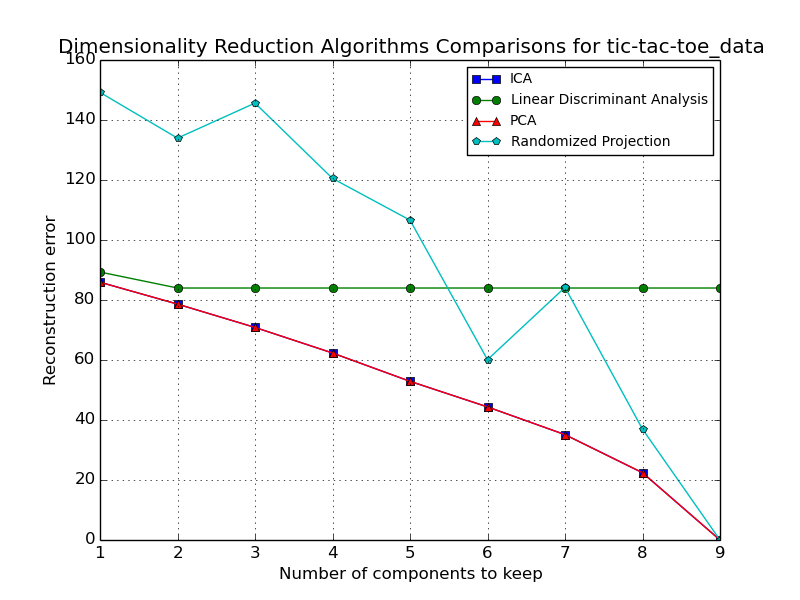 Dimensionality Reduction Algorithms Comparisons for tic-tac-toe_data
160
140
120
100
80
60
40
20
0
Reconstruction error
ICA
Linear Discriminant Analysis
PCA
Randomized Projection
1 2 3 4 5 6 7 8 9
Number of components to keep